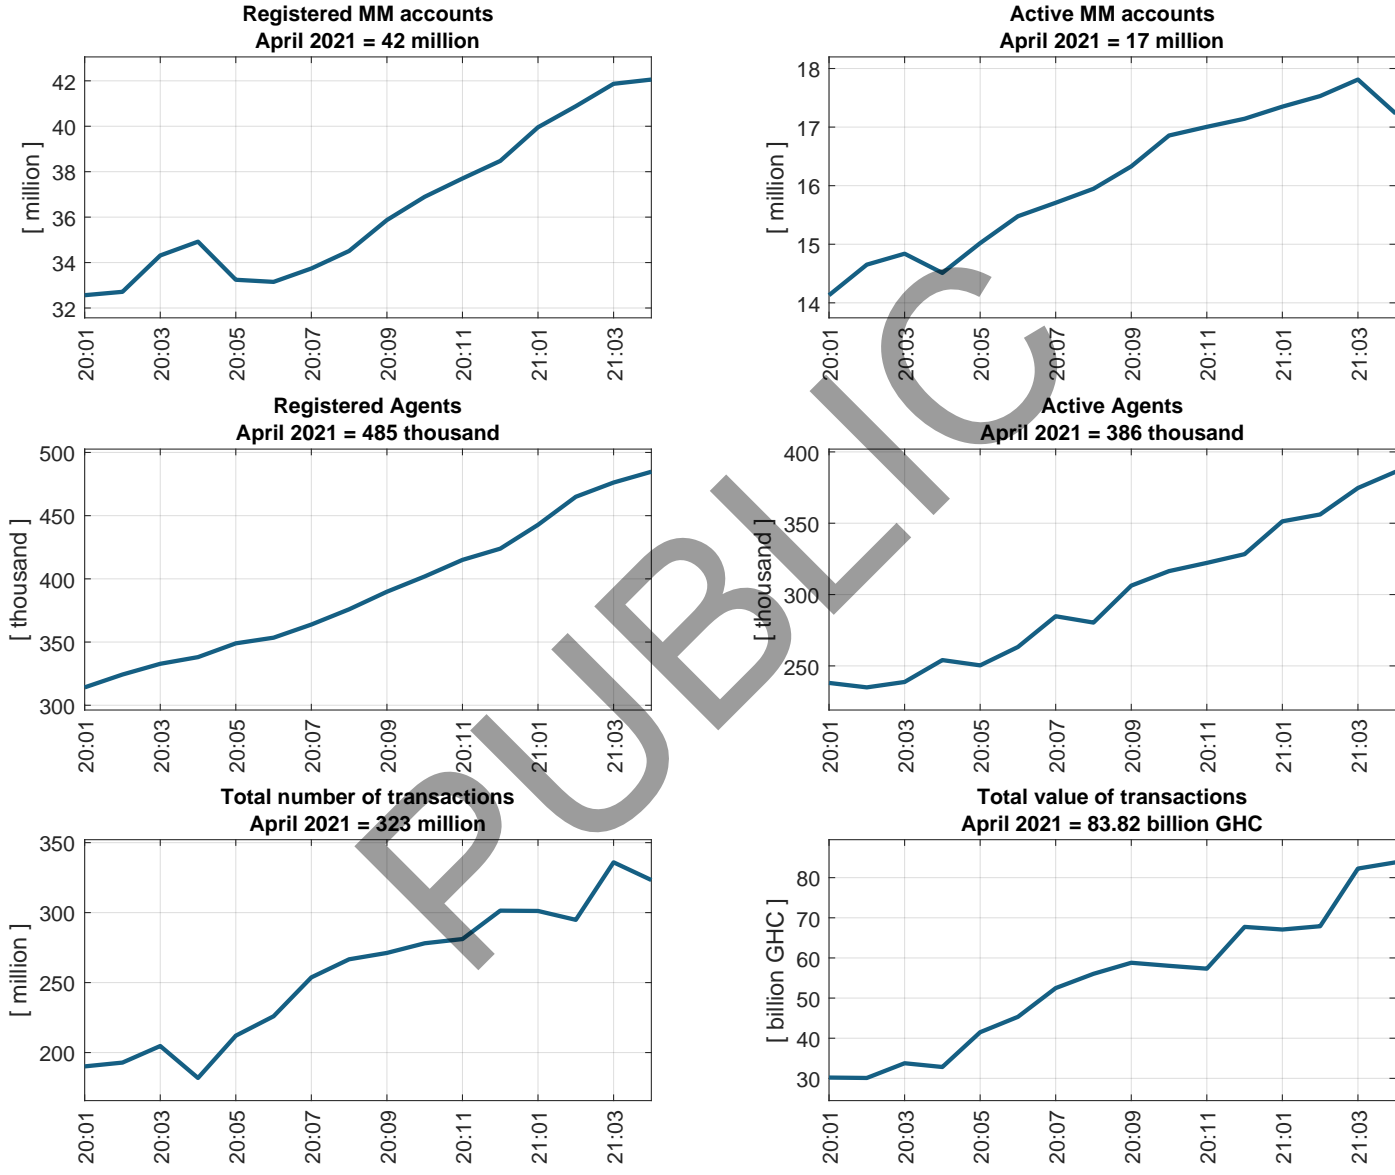 Registered MM accounts
April 2021 = 42 million
[ million ]
42
40
38
36
34
32
20:01 20:03 20:05 20:07 20:09 20:11 21:01 21:03
Active MM accounts
April 2021 = 17 million
[ million ]
18
17
16
15
14
20:01 20:03 20:05 20:07 20:09 20:11 21:01 21:03
Registered Agents
April 2021 = 485 thousand
[ thousand ]
500
450
400
350
300
20:01 20:03 20:05 20:07 20:09 20:11 21:01 21:03
Active Agents
April 2021 = 386 thousand
[ thousand ]
400
350
300
250
20:01 20:03 20:05 20:07 20:09 20:11 21:01 21:03
Total number of transactions
April 2021 = 323 million
[ million ]
350
300
250
200
20:01 20:03 20:05 20:07 20:09 20:11 21:01 21:03
Total value of transactions
April 2021 = 83.82 billion GHC
[ billion GHC ]
80
70
60
50
40
30
20:01 20:03 20:05 20:07 20:09 20:11 21:01 21:03
PUBLIC